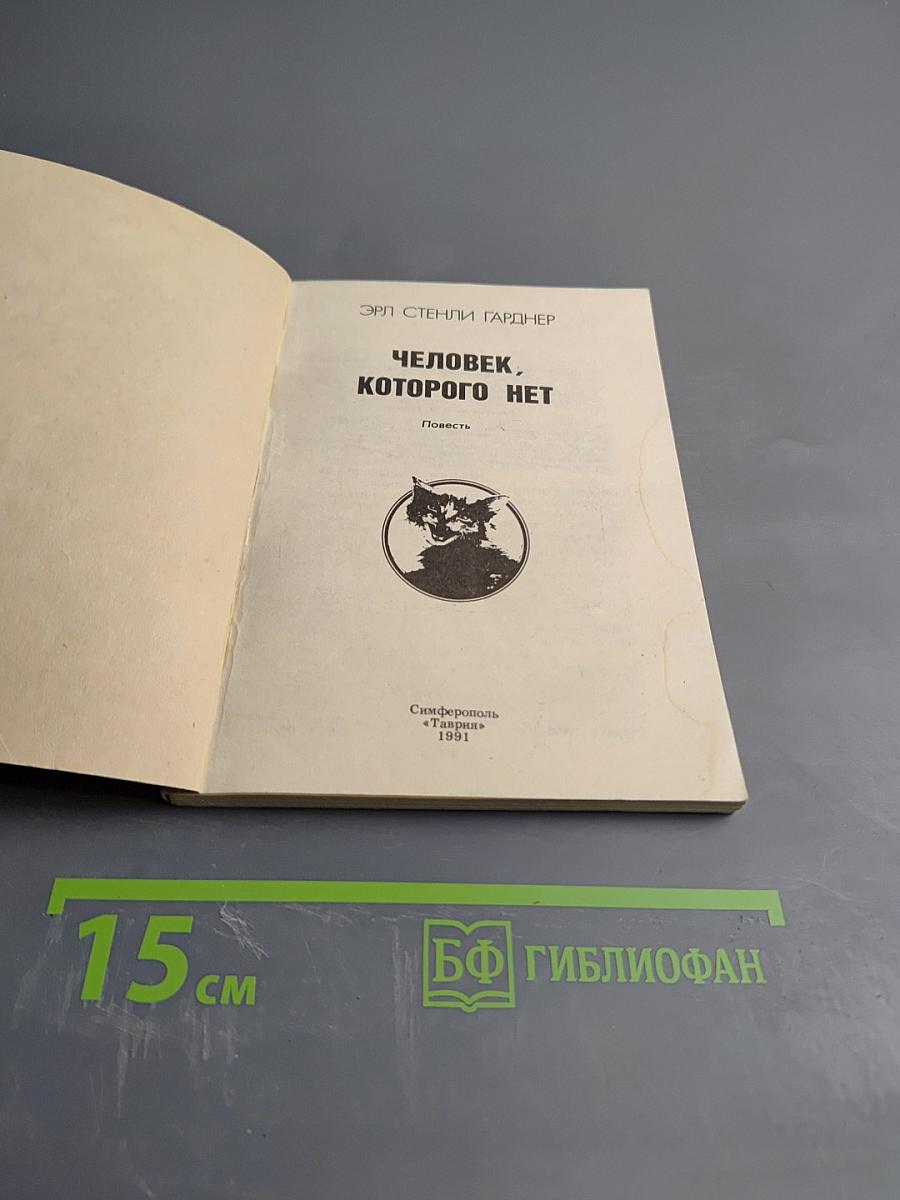 ЭРЛ СТЕНЛИ ГАРДНЕР
ЧЕЛОВЕК,
КОТОРОГО НЕТ
Повесть
Симферополь
«Таврия»
1991
15 см
БФ ГИБЛИОФАН